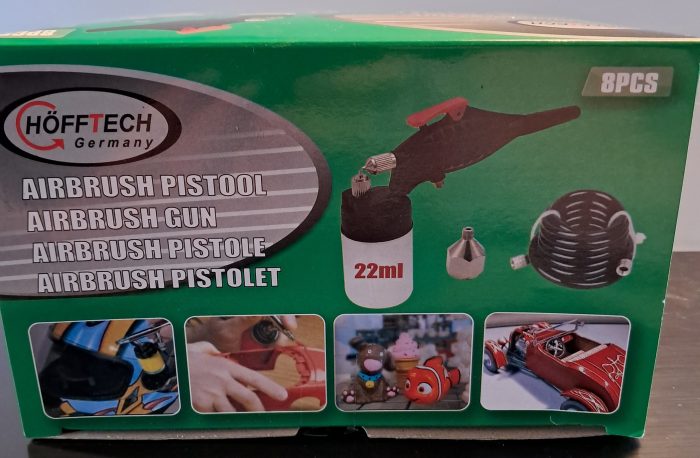 HÖFFTECH
Germany
AIRBRUSH PISTOOL
AIRBRUSH GUN
AIRBRUSH PISTOLE
AIRBRUSH PISTOLET
8PCS
22ml